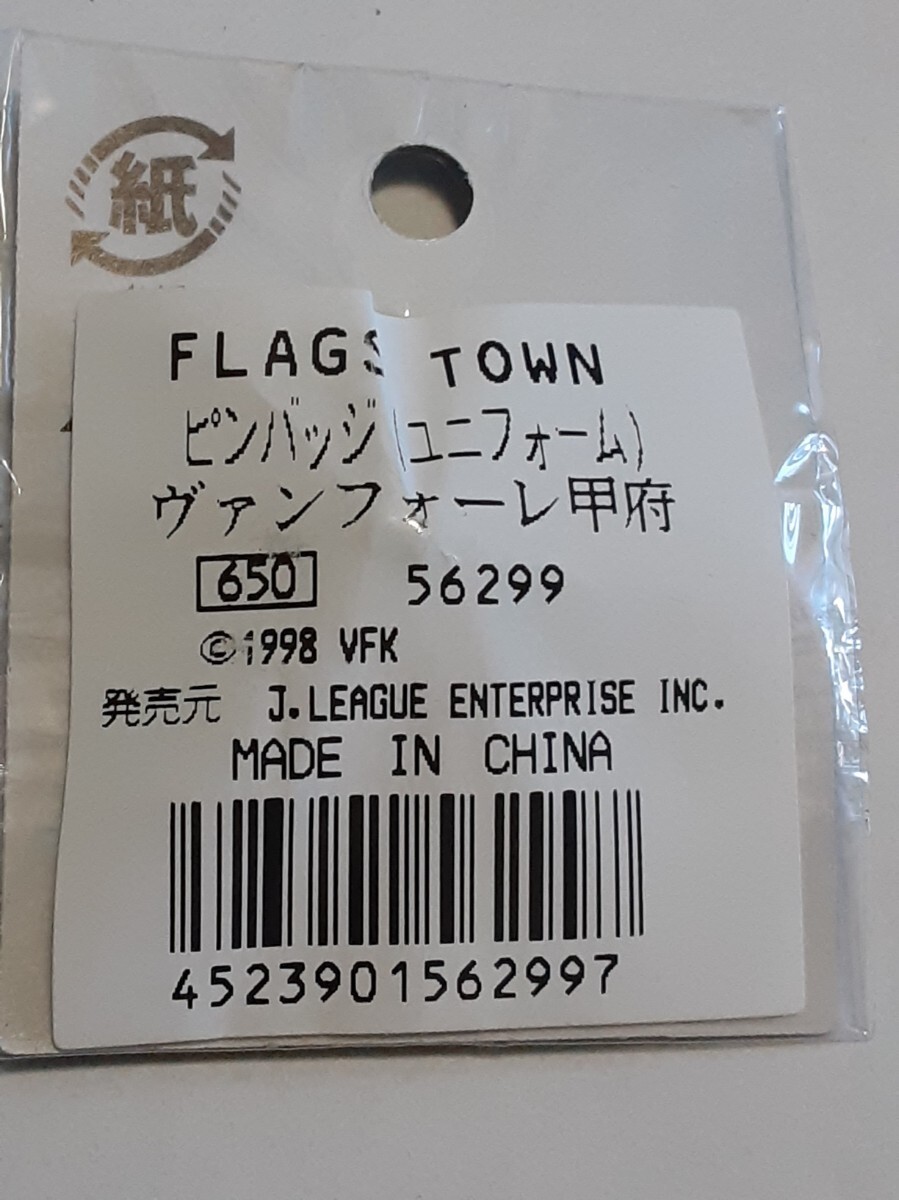 紙
FLAGS TOWN
ピンバッジ(ユニフォーム)
ヴァンフォーレ甲府
650 56299
©1998 VFK
発売元 J.LEAGUE ENTERPRISE INC.
MADE IN CHINA
4523901562997